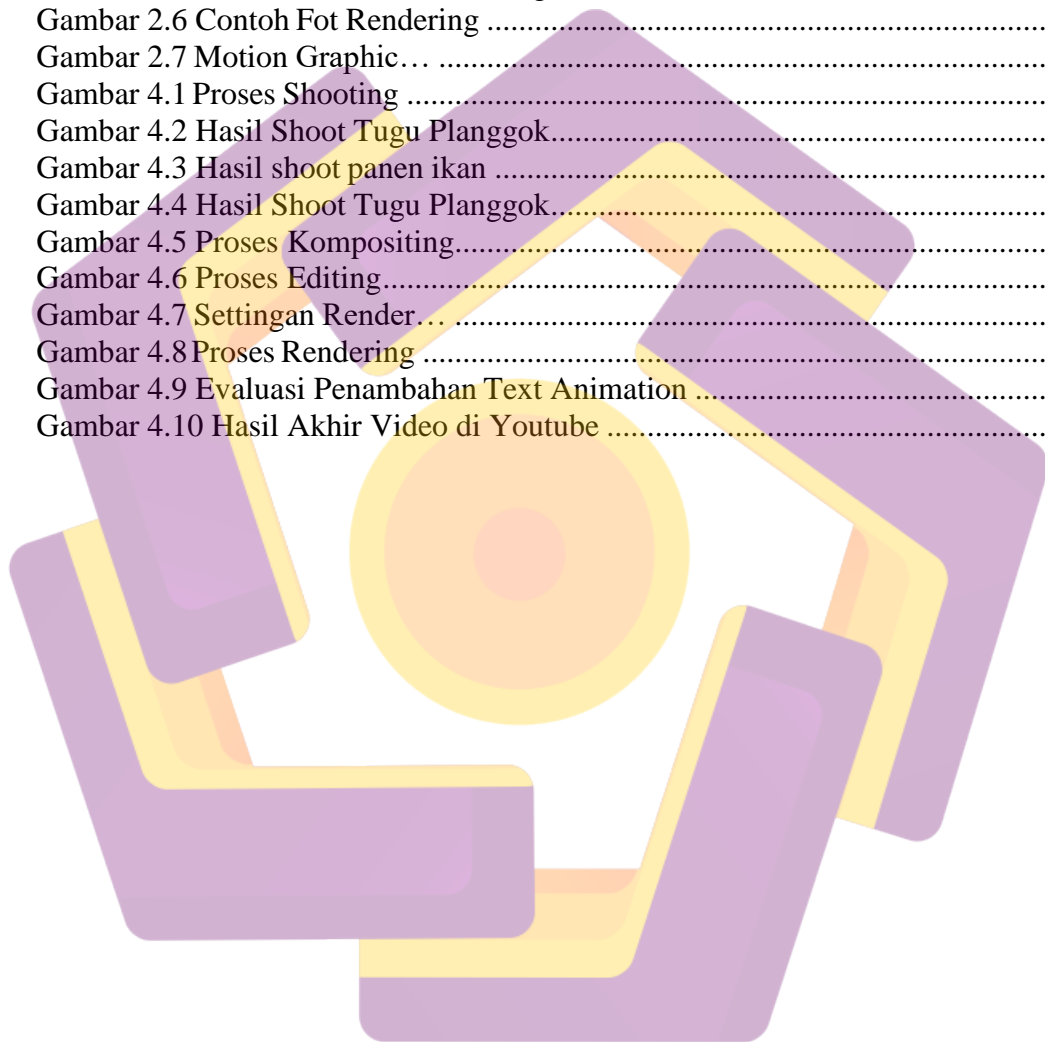 Gambar 2.6 Contoh Fot Rendering ........................................................................
Gambar 2.7 Motion Graphic… ..............................................................................
Gambar 4.1 Proses Shooting ..................................................................................
Gambar 4.2 Hasil Shoot Tugu Planggok................................................................
Gambar 4.3 Hasil shoot panen ikan .......................................................................
Gambar 4.4 Hasil Shoot Tugu Planggok................................................................
Gambar 4.5 Proses Kompositing............................................................................
Gambar 4.6 Proses Editing.....................................................................................
Gambar 4.7 Settingan Render… ............................................................................
Gambar 4.8 Proses Rendering ................................................................................
Gambar 4.9 Evaluasi Penambahan Text Animation ..............................................
Gambar 4.10 Hasil Akhir Video di Youtube .........................................................